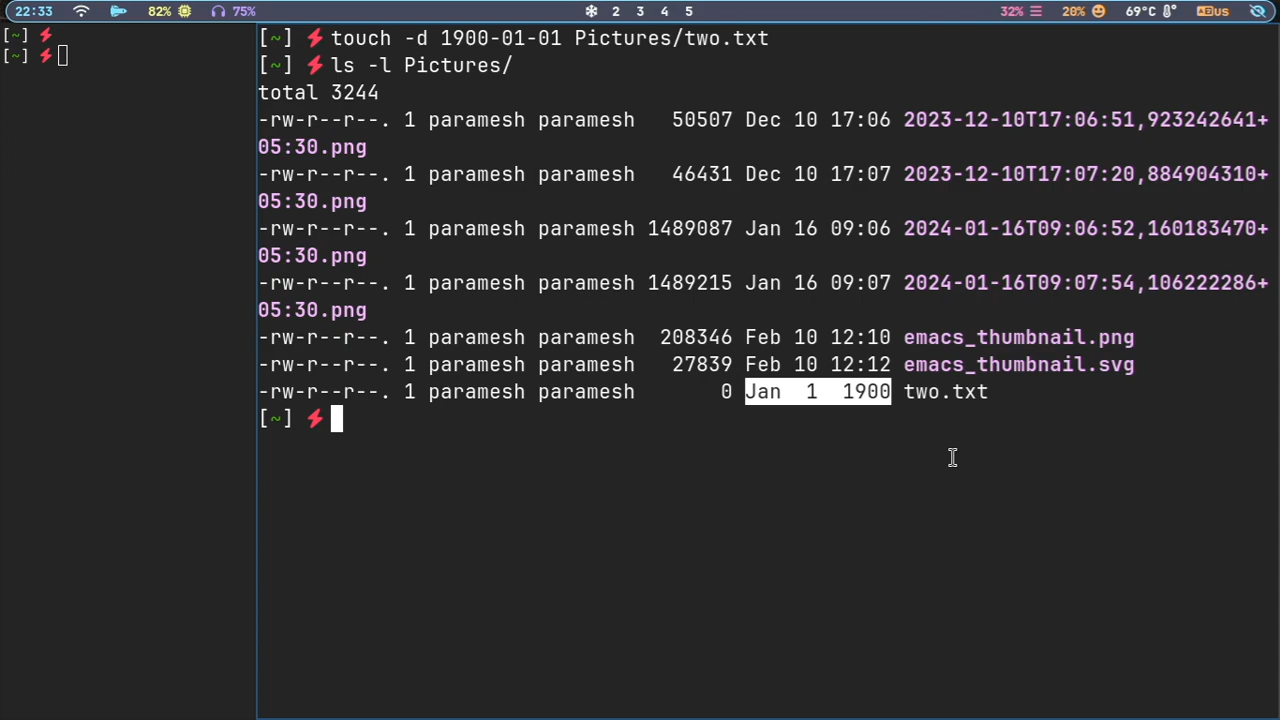 22:33 82% 75% 2 3 4 5 32% 20% 69°C us
[~]
[~]
[~] touch -d 1900-01-01 Pictures/two.txt
[~] ls -l Pictures/
total 3244
-rw-r--r--. 1 paramesh paramesh 50507 Dec 10 17:06 2023-12-10T17:06:51,923242641+
05:30.png
-rw-r--r--. 1 paramesh paramesh 46431 Dec 10 17:07 2023-12-10T17:07:20,884904310+
05:30.png
-rw-r--r--. 1 paramesh paramesh 1489087 Jan 16 09:06 2024-01-16T09:06:52,160183470+
05:30.png
-rw-r--r--. 1 paramesh paramesh 1489215 Jan 16 09:07 2024-01-16T09:07:54,106222286+
05:30.png
-rw-r--r--. 1 paramesh paramesh 208346 Feb 10 12:10 emacs_thumbnail.png
-rw-r--r--. 1 paramesh paramesh 27839 Feb 10 12:12 emacs_thumbnail.svg
-rw-r--r--. 1 paramesh paramesh 0 Jan 1 1900 two.txt
[~]